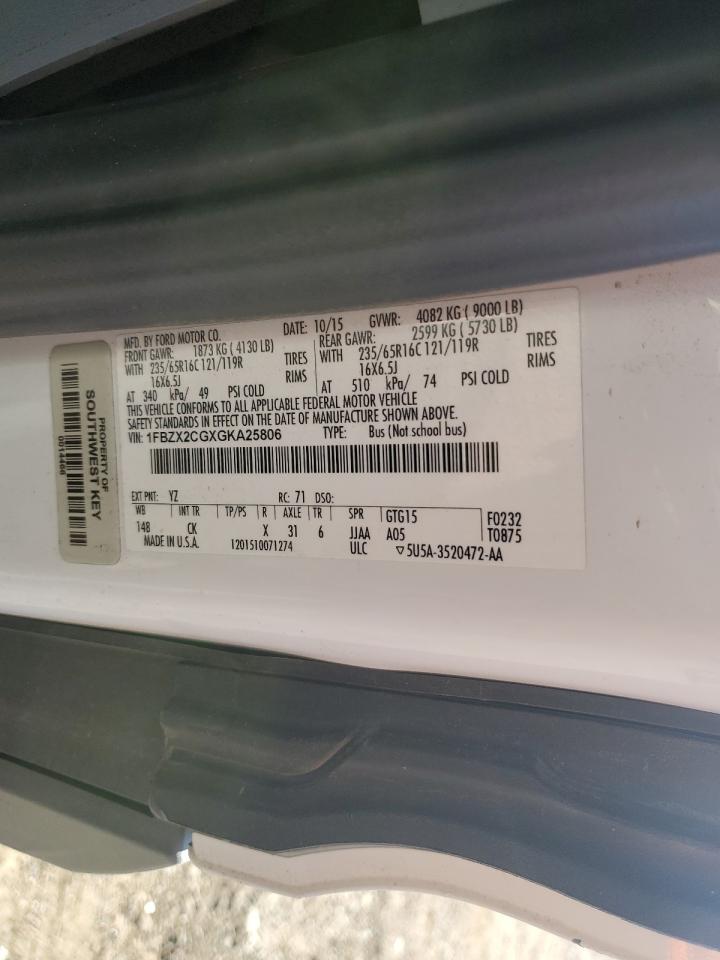 PROPERTY OF
SOUTHWEST KEY
0014466
MFD. BY FORD MOTOR CO. DATE: 10/15 GVWR: 4082 KG ( 9000 LB)
FRONT GAWR: 1873 KG ( 4130 LB) REAR GAWR: 2599 KG ( 5730 LB)
WITH 235/65R16C 121/119R TIRES WITH 235/65R16C 121/119R TIRES
16X6.5J RIMS 16X6.5J RIMS
AT 340 kPa/ 49 PSI COLD AT 510 kPa/ 74 PSI COLD
THIS VEHICLE CONFORMS TO ALL APPLICABLE FEDERAL MOTOR VEHICLE
SAFETY STANDARDS IN EFFECT ON THE DATE OF MANUFACTURE SHOWN ABOVE.
VIN: 1FBZX2CGXGKA25806 TYPE: Bus (Not school bus)
EXT PNT: YZ RC: 71 DSO:
WB INT TR TP/PS R AXLE TR SPR GTG15 F0232
148 CK X 31 6 JJAA A05 T0875
MADE IN U.S.A. 1201510071274 ULC ▽5U5A-3520472-AA